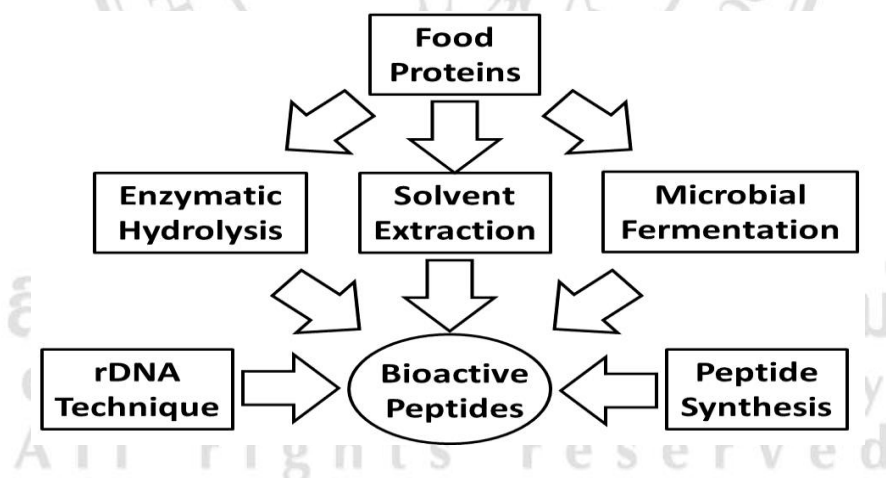 Food
Proteins
Enzymatic
Hydrolysis
Solvent
Extraction
Microbial
Fermentation
rDNA
Technique
Bioactive
Peptides
Peptide
Synthesis
All rights reserved